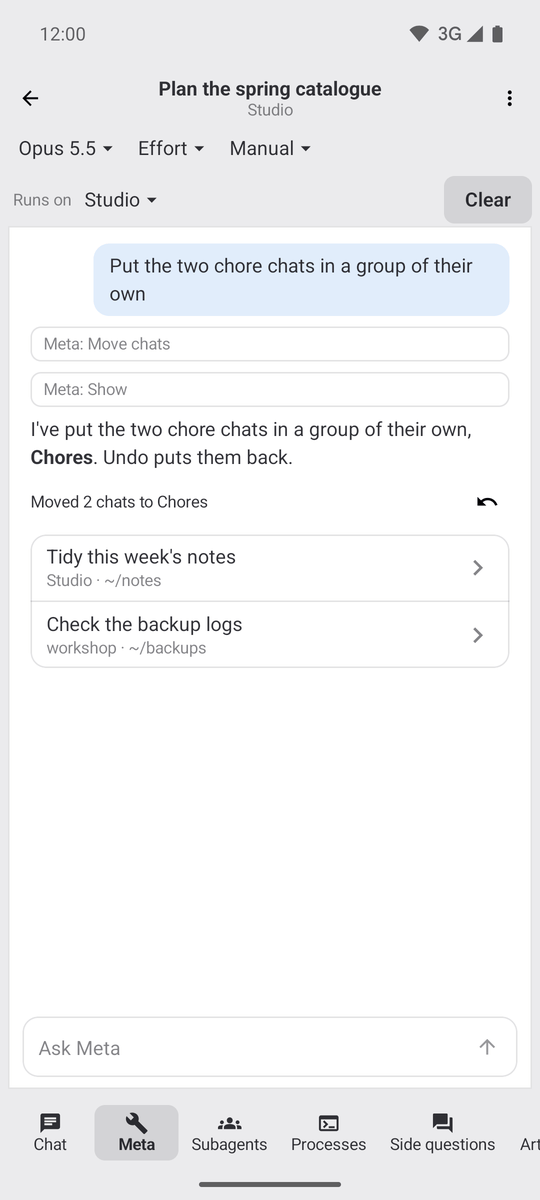 12:00
3G
Plan the spring catalogue
Studio
Opus 5.5
Effort
Manual
Runs on
Studio
Clear
Put the two chore chats in a group of their
own
Meta: Move chats
Meta: Show
I've put the two chore chats in a group of their own,
Chores. Undo puts them back.
Moved 2 chats to Chores
Tidy this week's notes
Studio · ~/notes
Check the backup logs
workshop · ~/backups
Ask Meta
Chat
Meta
Subagents
Processes
Side questions
Art